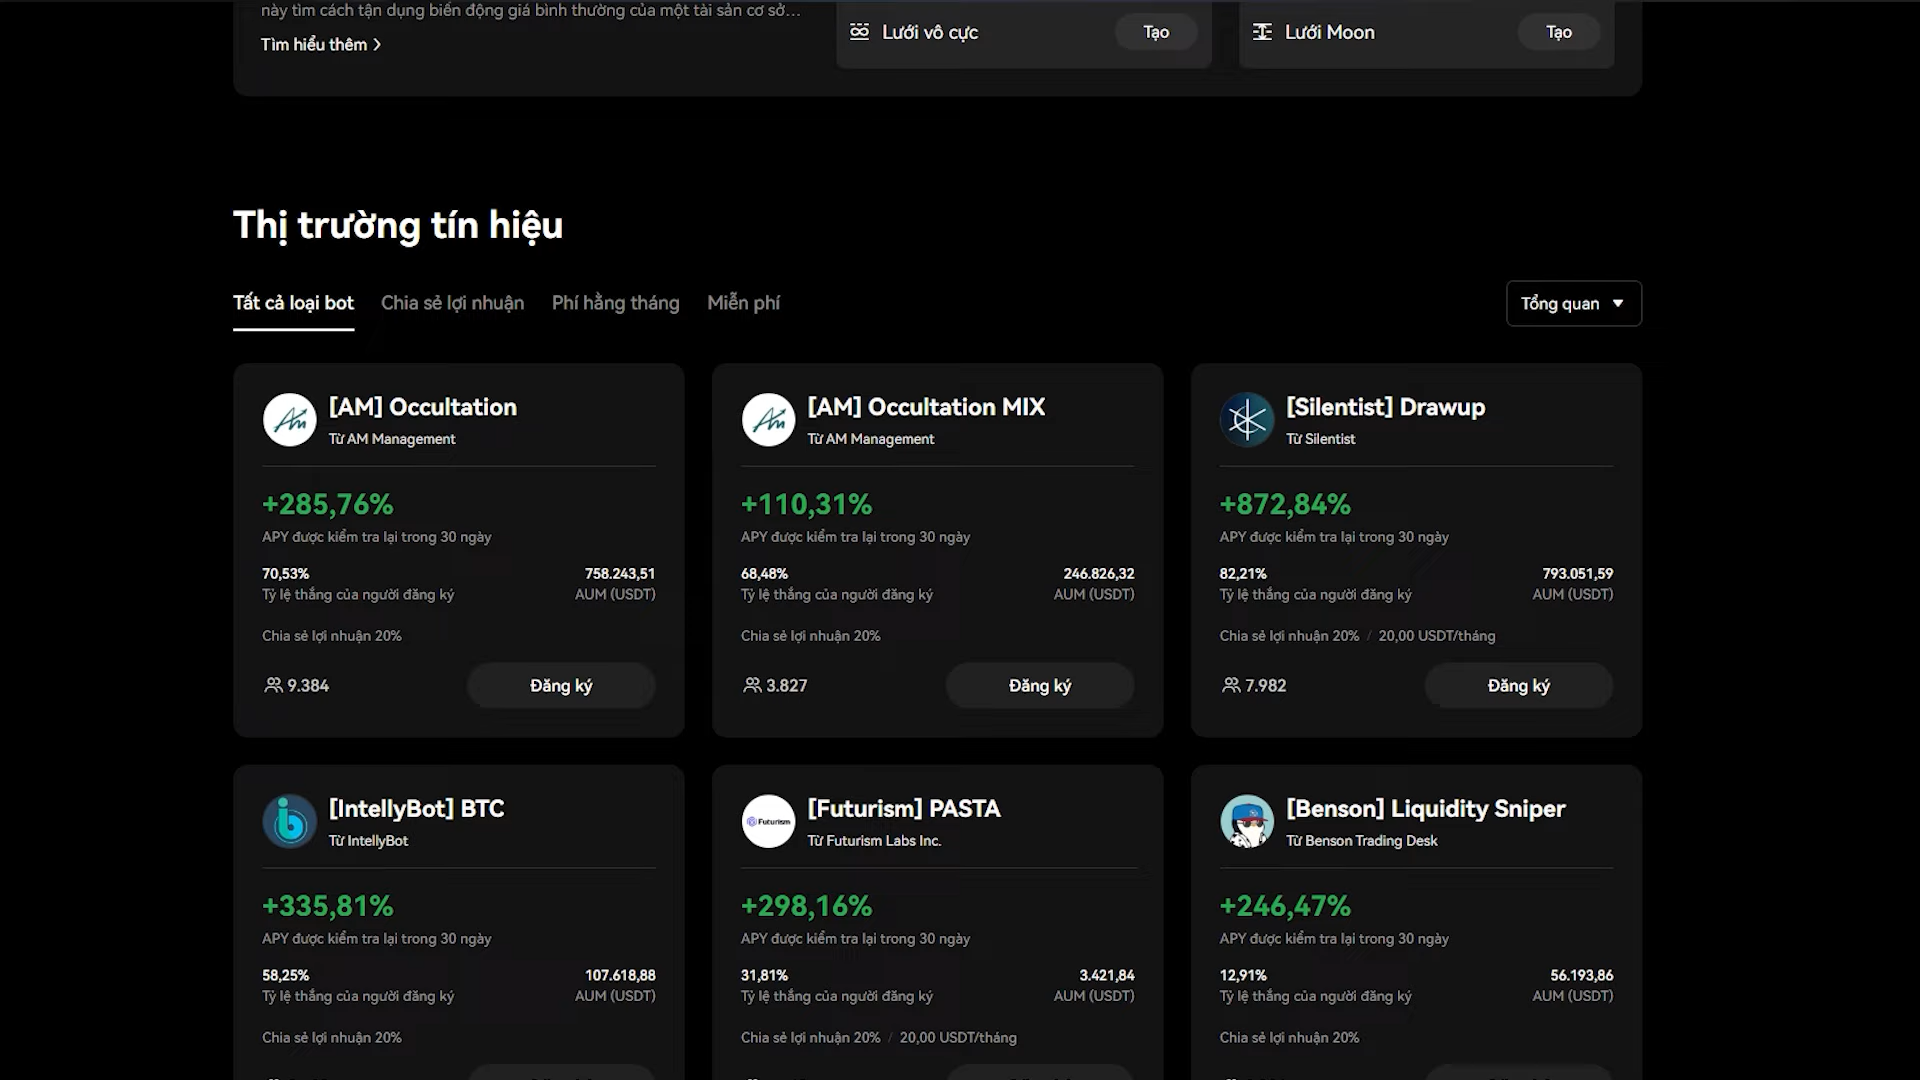 này tìm cách tận dụng biến động giá bình thường của một tài sản cơ sở...
Tìm hiểu thêm
Lưới vô cực
Tạo
Lưới Moon
Tạo
Thị trường tín hiệu
Tất cả loại bot
Chia sẻ lợi nhuận
Phí hằng tháng
Miễn phí
Tổng quan
[AM] Occultation
Từ AM Management
+285,76%
APY được kiểm tra lại trong 30 ngày
70,53%
758.243,51
Tỷ lệ thắng của người đăng ký
AUM (USDT)
Chia sẻ lợi nhuận 20%
9.384
Đăng ký
[AM] Occultation MIX
Từ AM Management
+110,31%
APY được kiểm tra lại trong 30 ngày
68,48%
246.826,32
Tỷ lệ thắng của người đăng ký
AUM (USDT)
Chia sẻ lợi nhuận 20%
3.827
Đăng ký
[Silentist] Drawup
Từ Silentist
+872,84%
APY được kiểm tra lại trong 30 ngày
82,21%
793.051,59
Tỷ lệ thắng của người đăng ký
AUM (USDT)
Chia sẻ lợi nhuận 20% / 20,00 USDT/tháng
7.982
Đăng ký
[IntellyBot] BTC
Từ IntellyBot
+335,81%
APY được kiểm tra lại trong 30 ngày
58,25%
107.618,88
Tỷ lệ thắng của người đăng ký
AUM (USDT)
Chia sẻ lợi nhuận 20%
Futurism
[Futurism] PASTA
Từ Futurism Labs Inc.
+298,16%
APY được kiểm tra lại trong 30 ngày
31,81%
3.421,84
Tỷ lệ thắng của người đăng ký
AUM (USDT)
Chia sẻ lợi nhuận 20% / 20,00 USDT/tháng
[Benson] Liquidity Sniper
Từ Benson Trading Desk
+246,47%
APY được kiểm tra lại trong 30 ngày
12,91%
56.193,86
Tỷ lệ thắng của người đăng ký
AUM (USDT)
Chia sẻ lợi nhuận 20%